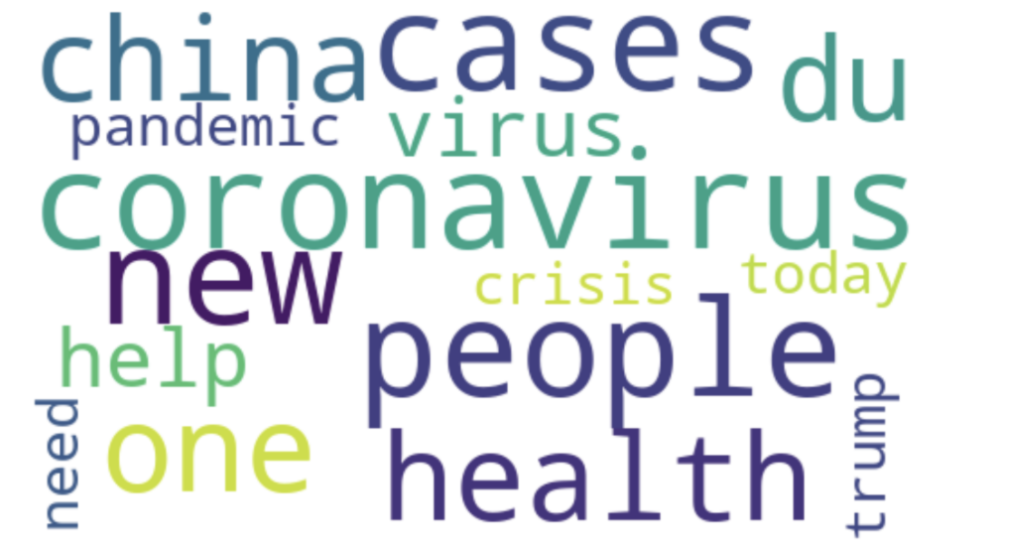 china cases du
pandemic virus
coronavirus
new crisis today
help people
need one health trump